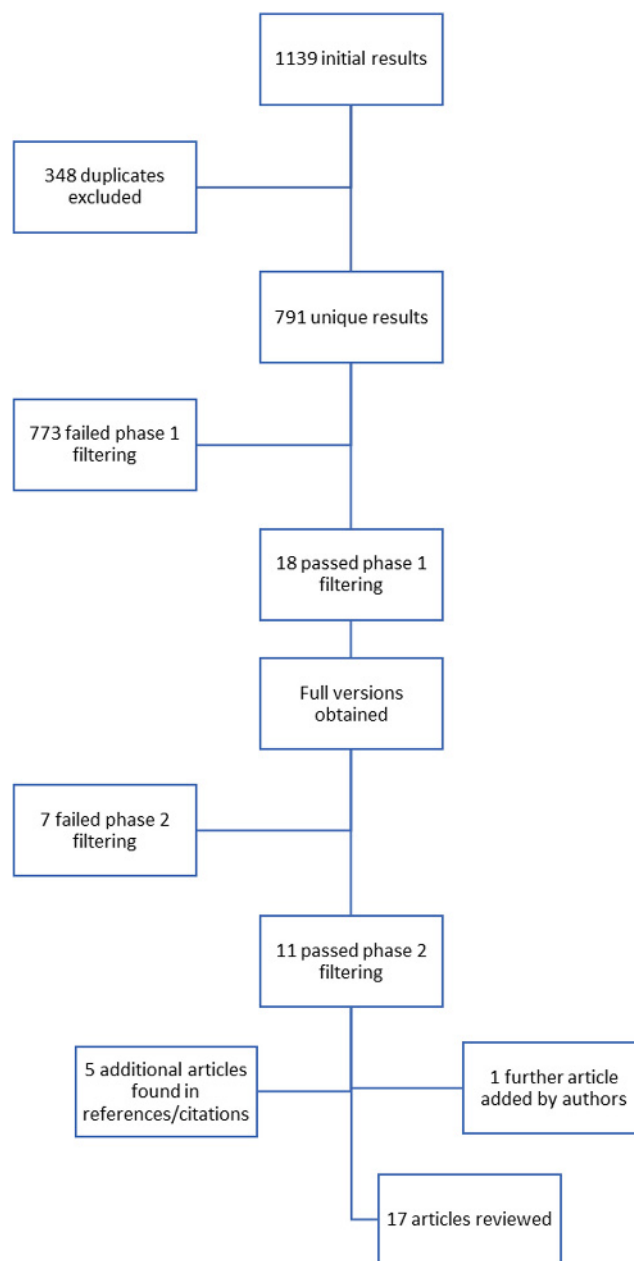 1139 initial results
348 duplicates
excluded
791 unique results
773 failed phase 1
filtering
18 passed phase 1
filtering
Full versions
obtained
7 failed phase 2
filtering
11 passed phase 2
filtering
5 additional articles
found in
references/citations
1 further article
added by authors
17 articles reviewed